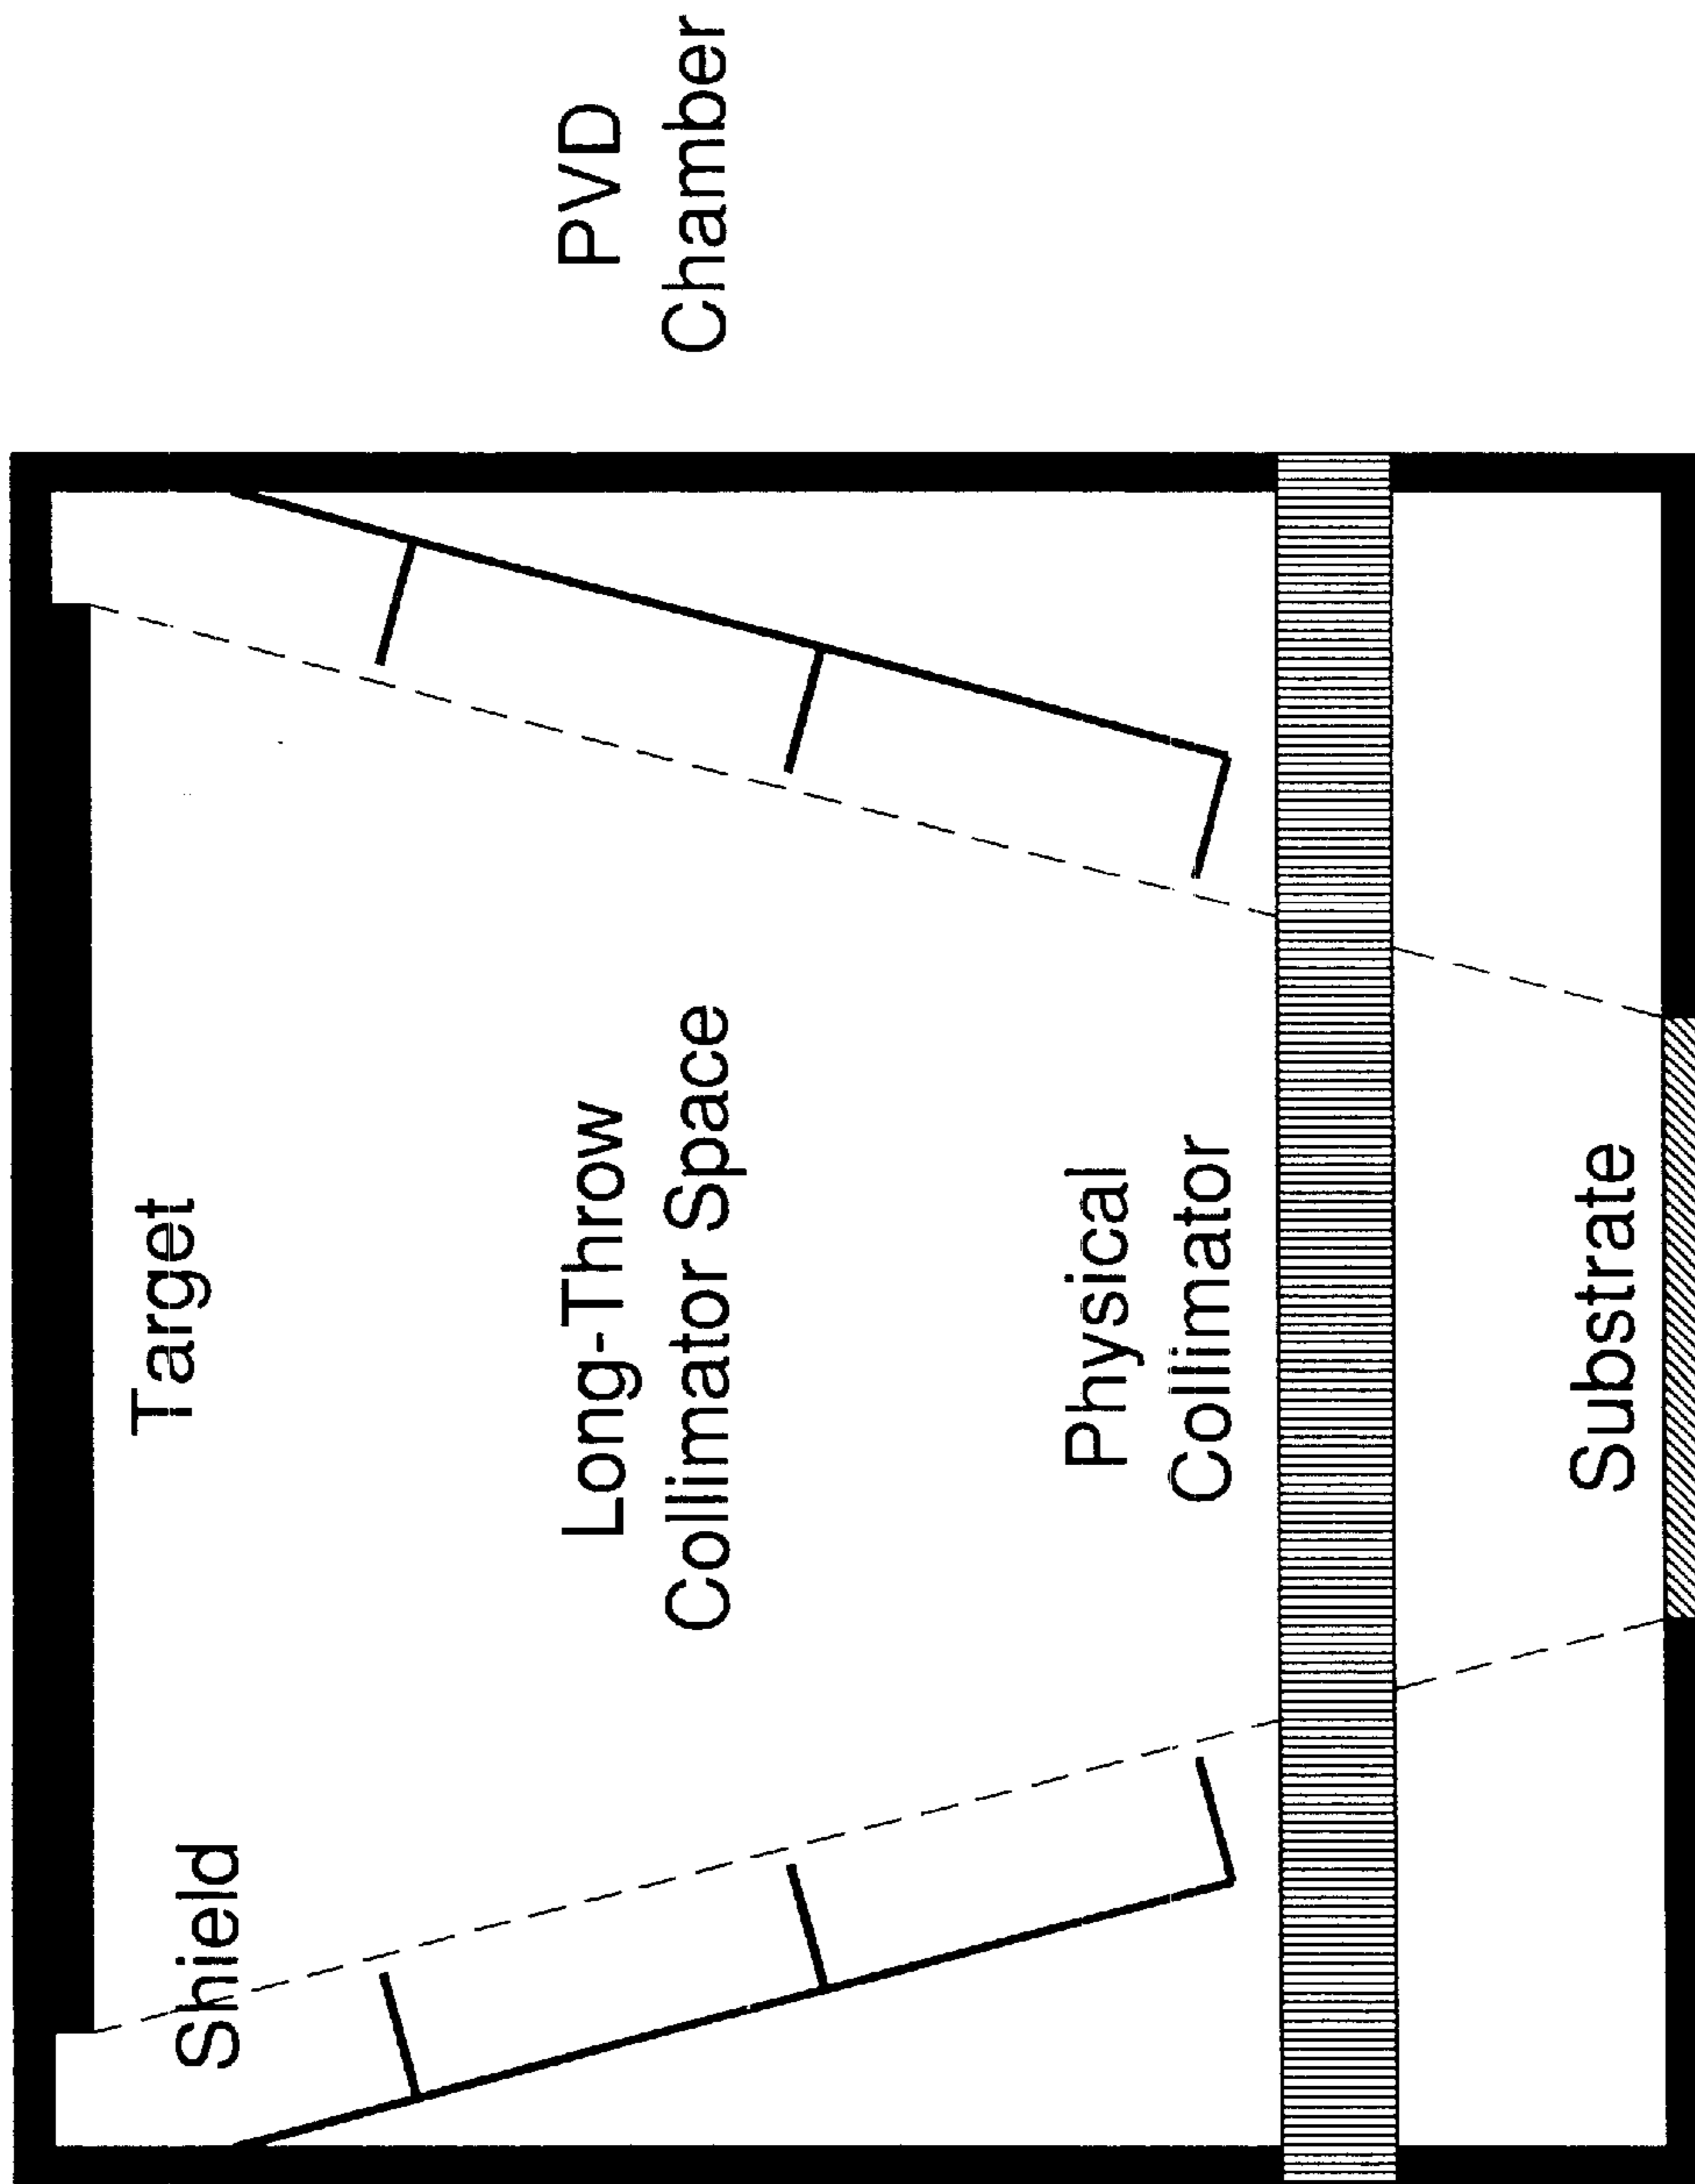 PVD
Chamber
Shield
Target
Long-Throw
Collimator Space
Physical
Collimator
Substrate